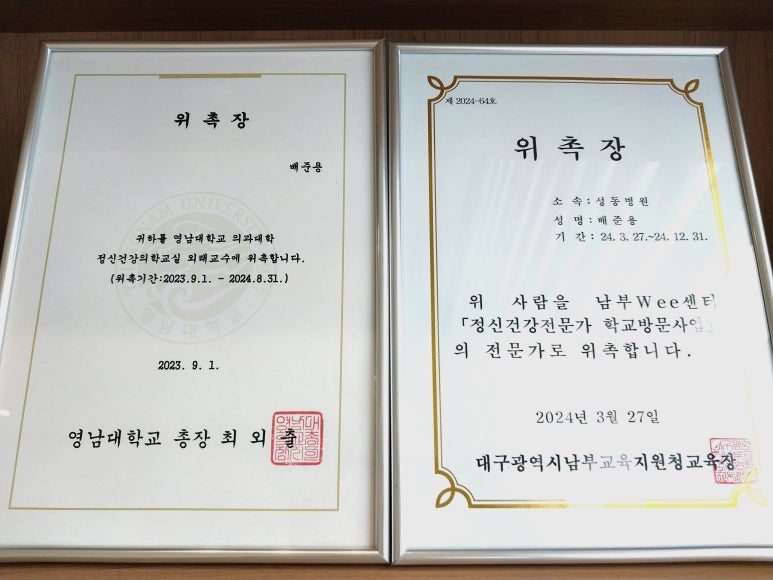 위 촉 장
배준용
귀하를 영남대학교 의과대학
정신건강의학교실 외래교수에 위촉합니다.
(위촉기간:2023.9.1. - 2024.8.31.)
2023. 9. 1.
영남대학교 총장 최 외 출
NAM UNIVERSI
영남대학교
제 2024-64호
위 촉 장
소 속 : 성동병원
성 명 : 배준용
기 간 : 24. 3. 27.~24. 12. 31.
위 사람을 남부Wee센터
「정신건강전문가 학교방문사업」
의 전문가로 위촉합니다.
2024년 3월 27일
대구광역시남부교육지원청교육장